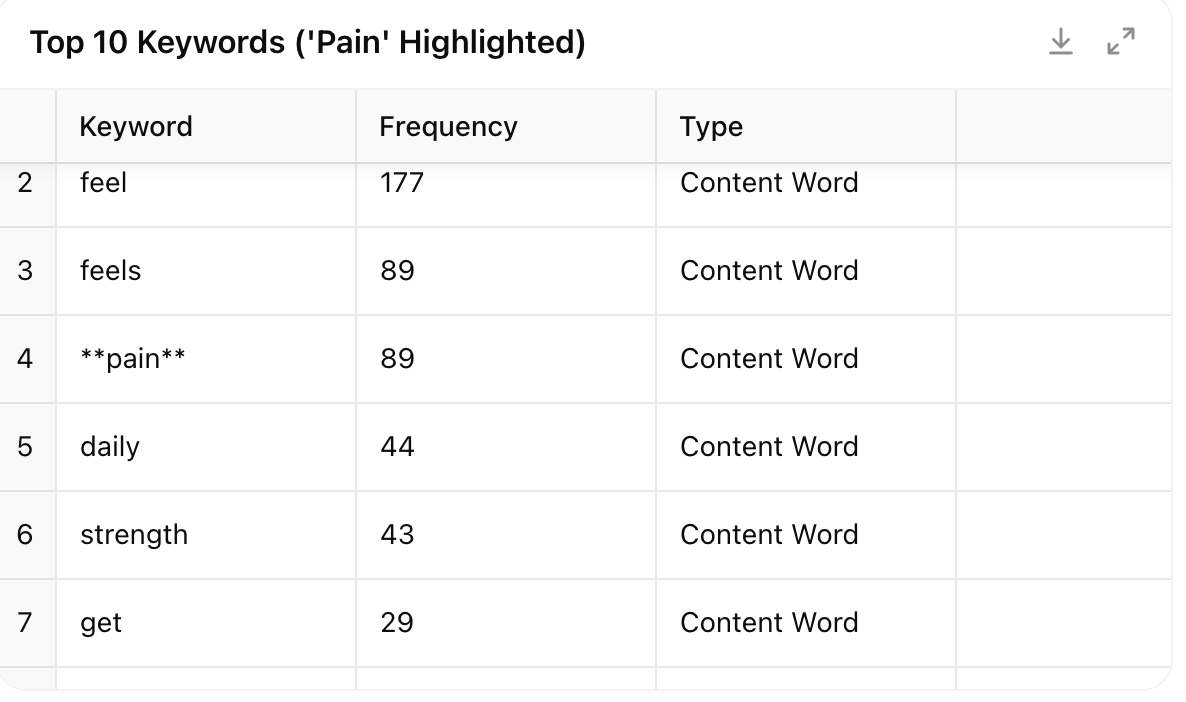 Top 10 Keywords ('Pain' Highlighted)
Keyword Frequency Type
2 feel 177 Content Word
3 feels 89 Content Word
4 **pain** 89 Content Word
5 daily 44 Content Word
6 strength 43 Content Word
7 get 29 Content Word